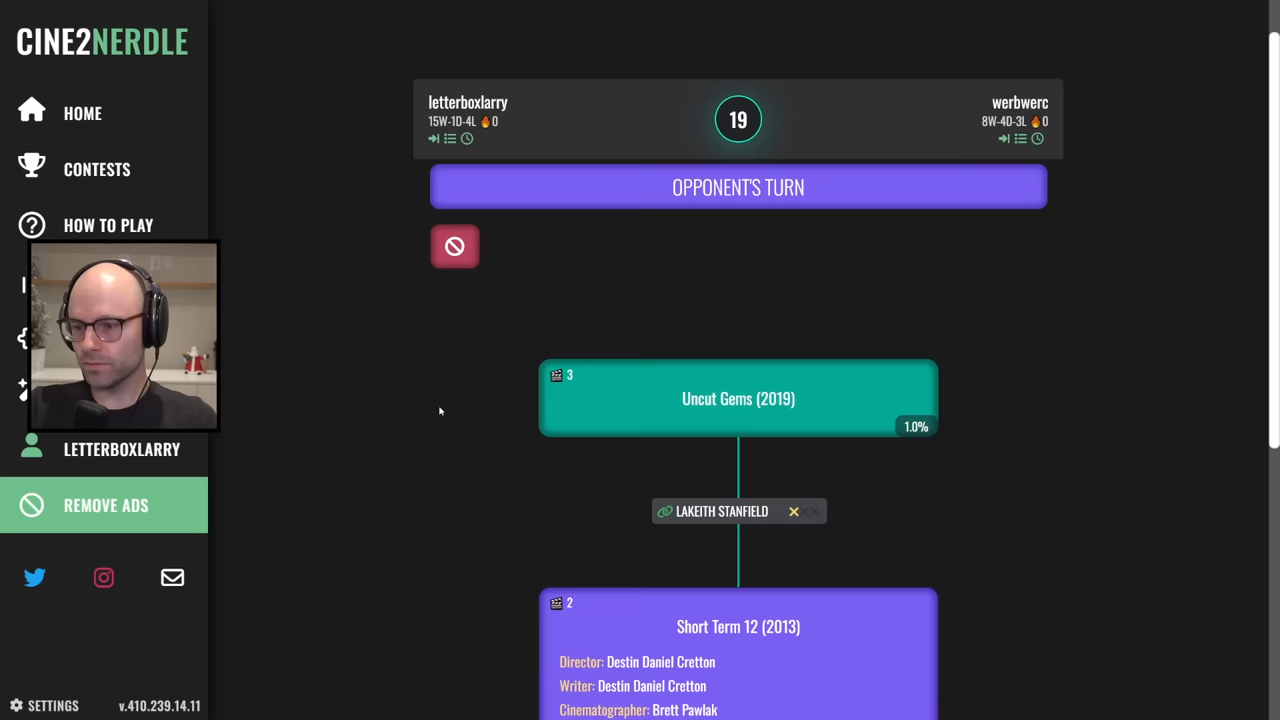 CINE2NERDLE
HOME
CONTESTS
HOW TO PLAY
LETTERBOXLARRY
REMOVE ADS
SETTINGS
v.410.239.14.11
letterboxlarry
15W-1D-4L 🔥0
19
werbwerc
8W-4D-3L 🔥0
OPPONENT'S TURN
3
Uncut Gems (2019)
1.0%
LAKEITH STANFIELD
2
Short Term 12 (2013)
Director: Destin Daniel Cretton
Writer: Destin Daniel Cretton
Cinematographer: Brett Pawlak